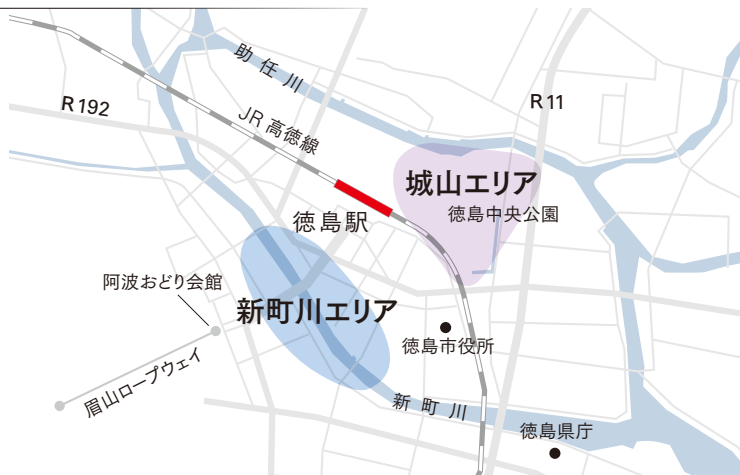 助任川
R192
R11
JR高徳線
城山エリア
徳島中央公園
徳島駅
阿波おどり会館
新町川エリア
徳島市役所
眉山ロープウェイ
新町川
徳島県庁